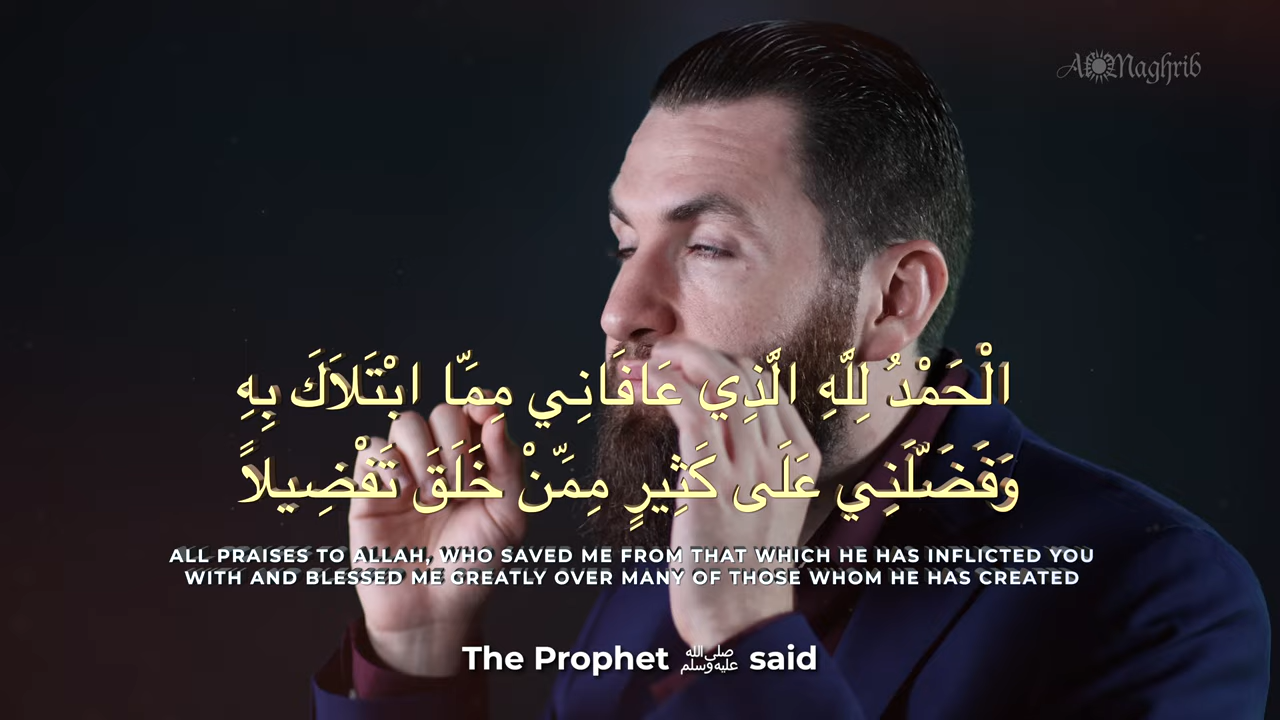 AlMaghrib
الْحَمْدُ لِلَّهِ الَّذِي عَافَانِي مِمَّا ابْتَلَاكَ بِهِ
وَفَضَّلَنِي عَلَى كَثِيرٍ مِمَّنْ خَلَقَ تَفْضِيلاً
ALL PRAISES TO ALLAH, WHO SAVED ME FROM THAT WHICH HE HAS INFLICTED YOU
WITH AND BLESSED ME GREATLY OVER MANY OF THOSE WHOM HE HAS CREATED
The Prophet ﷺ said